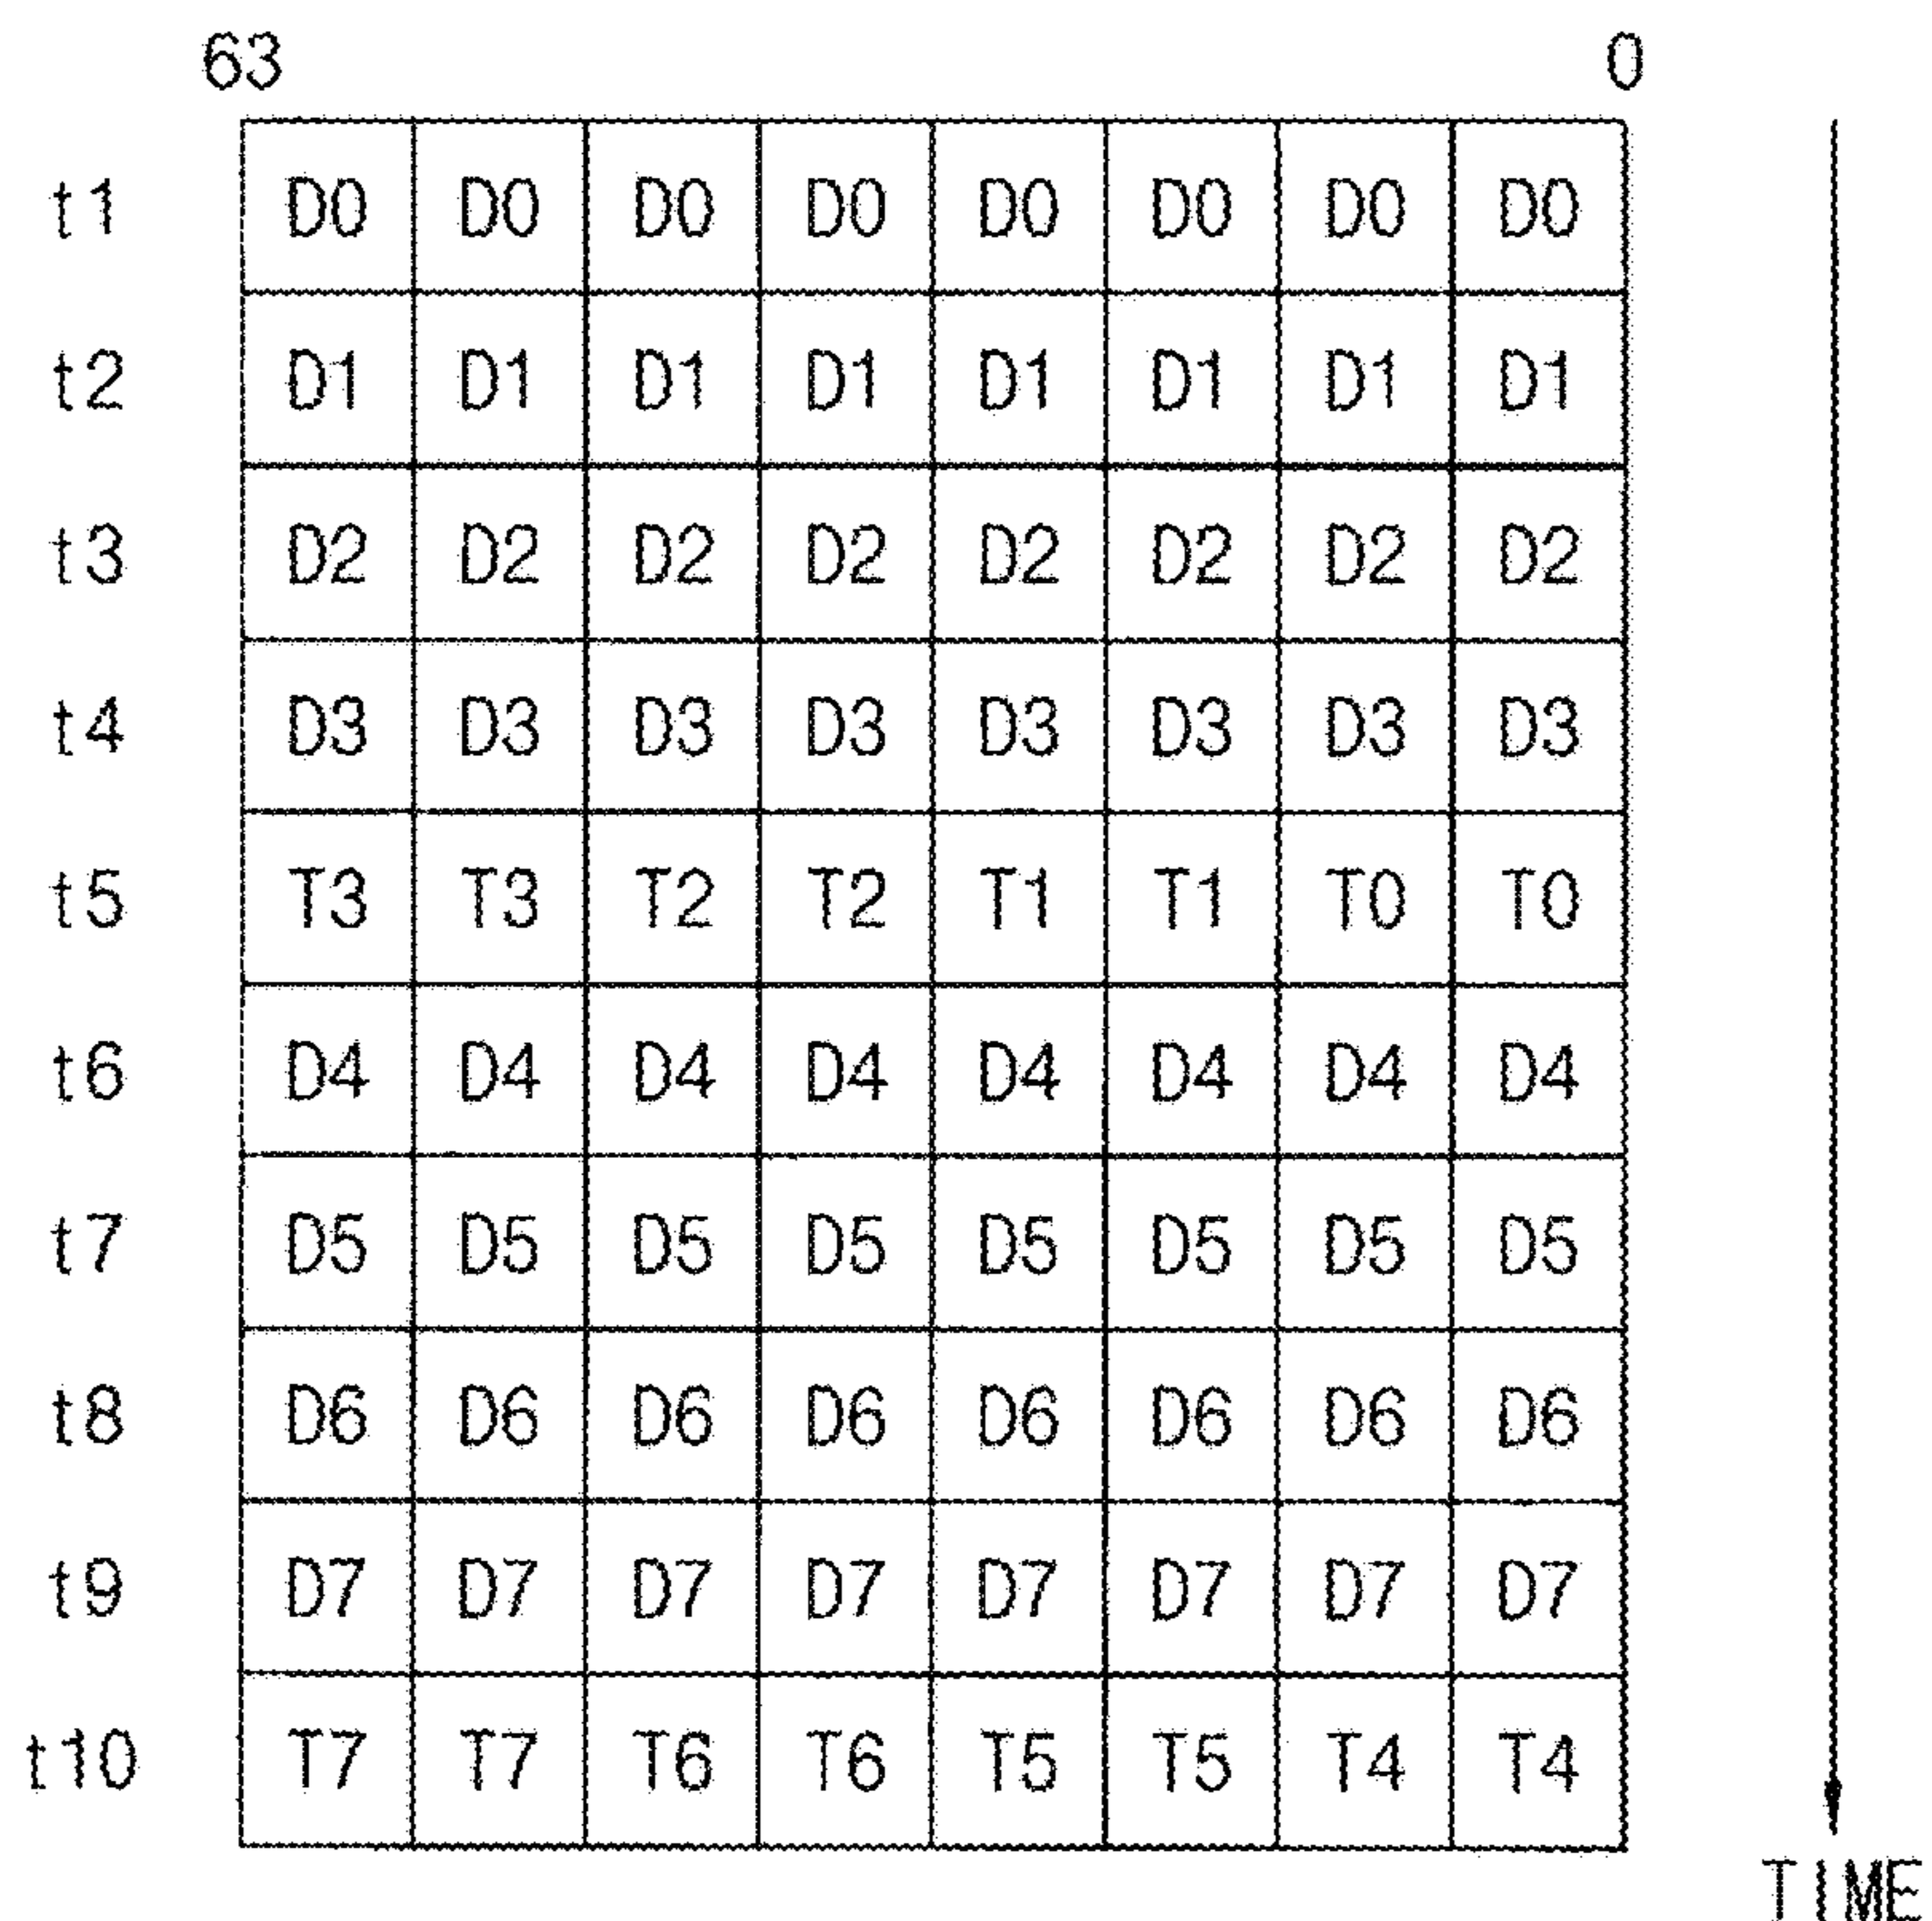 63 0
t1 D0 D0 D0 D0 D0 D0 D0 D0
t2 D1 D1 D1 D1 D1 D1 D1 D1
t3 D2 D2 D2 D2 D2 D2 D2 D2
t4 D3 D3 D3 D3 D3 D3 D3 D3
t5 T3 T3 T2 T2 T1 T1 T0 T0
t6 D4 D4 D4 D4 D4 D4 D4 D4
t7 D5 D5 D5 D5 D5 D5 D5 D5
t8 D6 D6 D6 D6 D6 D6 D6 D6
t9 D7 D7 D7 D7 D7 D7 D7 D7
t10 T7 T7 T6 T6 T5 T5 T4 T4
TIME